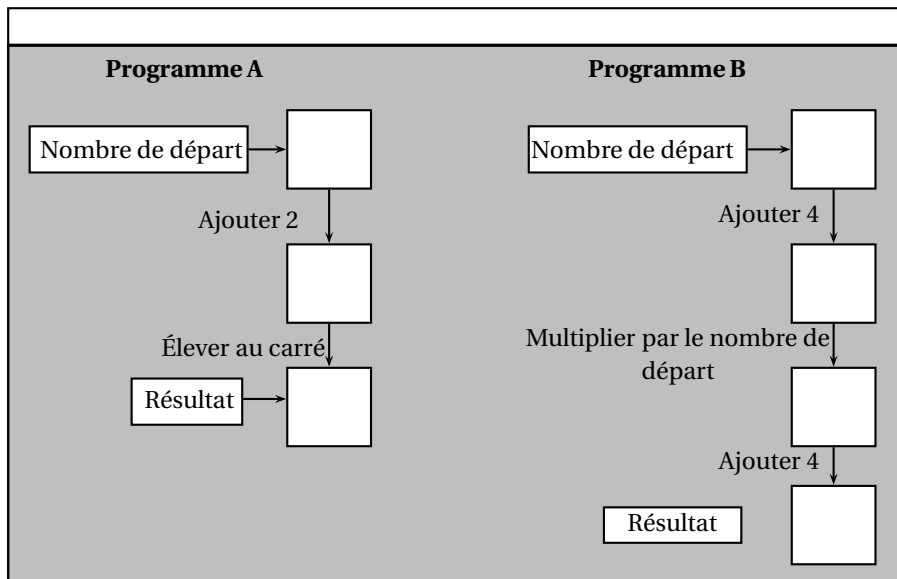 Programme A
Nombre de départ
Ajouter 2
Élever au carré
Résultat
Programme B
Nombre de départ
Ajouter 4
Multiplier par le nombre de
départ
Ajouter 4
Résultat